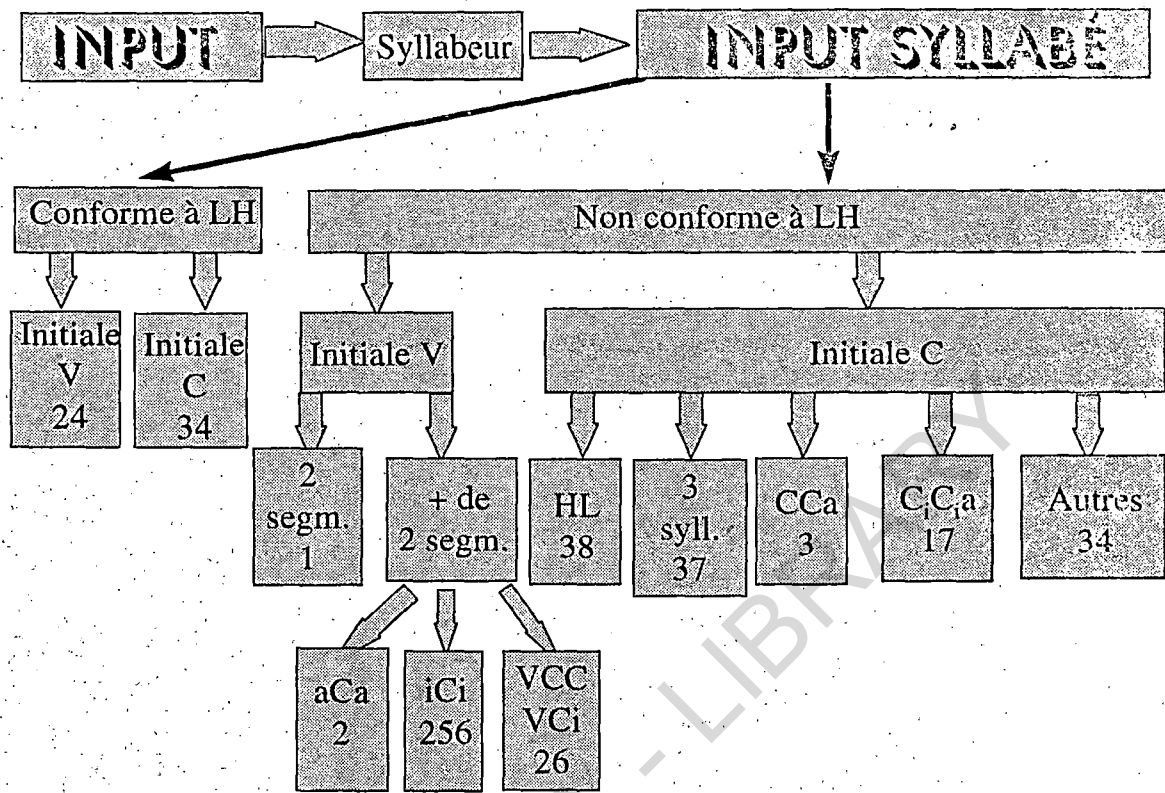 INPUT
Syllabeur
INPUT SYLLABÉ
Conforme à LH
Non conforme à LH
Initiale
V
24
Initiale
C
34
Initiale V
Initiale C
2
segm.
1
+ de
2 segm.
HL
38
3
syll.
37
CCa
3
CᵢCᵢa
17
Autres
34
aCa
2
iCi
256
VCC
VCi
26
- LIBRARY